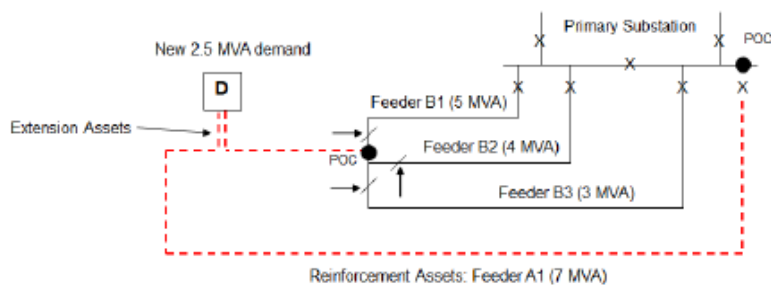 Primary Substation
POC
New 2.5 MVA demand
X
X
X
D
X
X
X
X
Feeder B1 (5 MVA)
Extension Assets
POC
Feeder B2 (4 MVA)
Feeder B3 (3 MVA)
Reinforcement Assets: Feeder A1 (7 MVA)